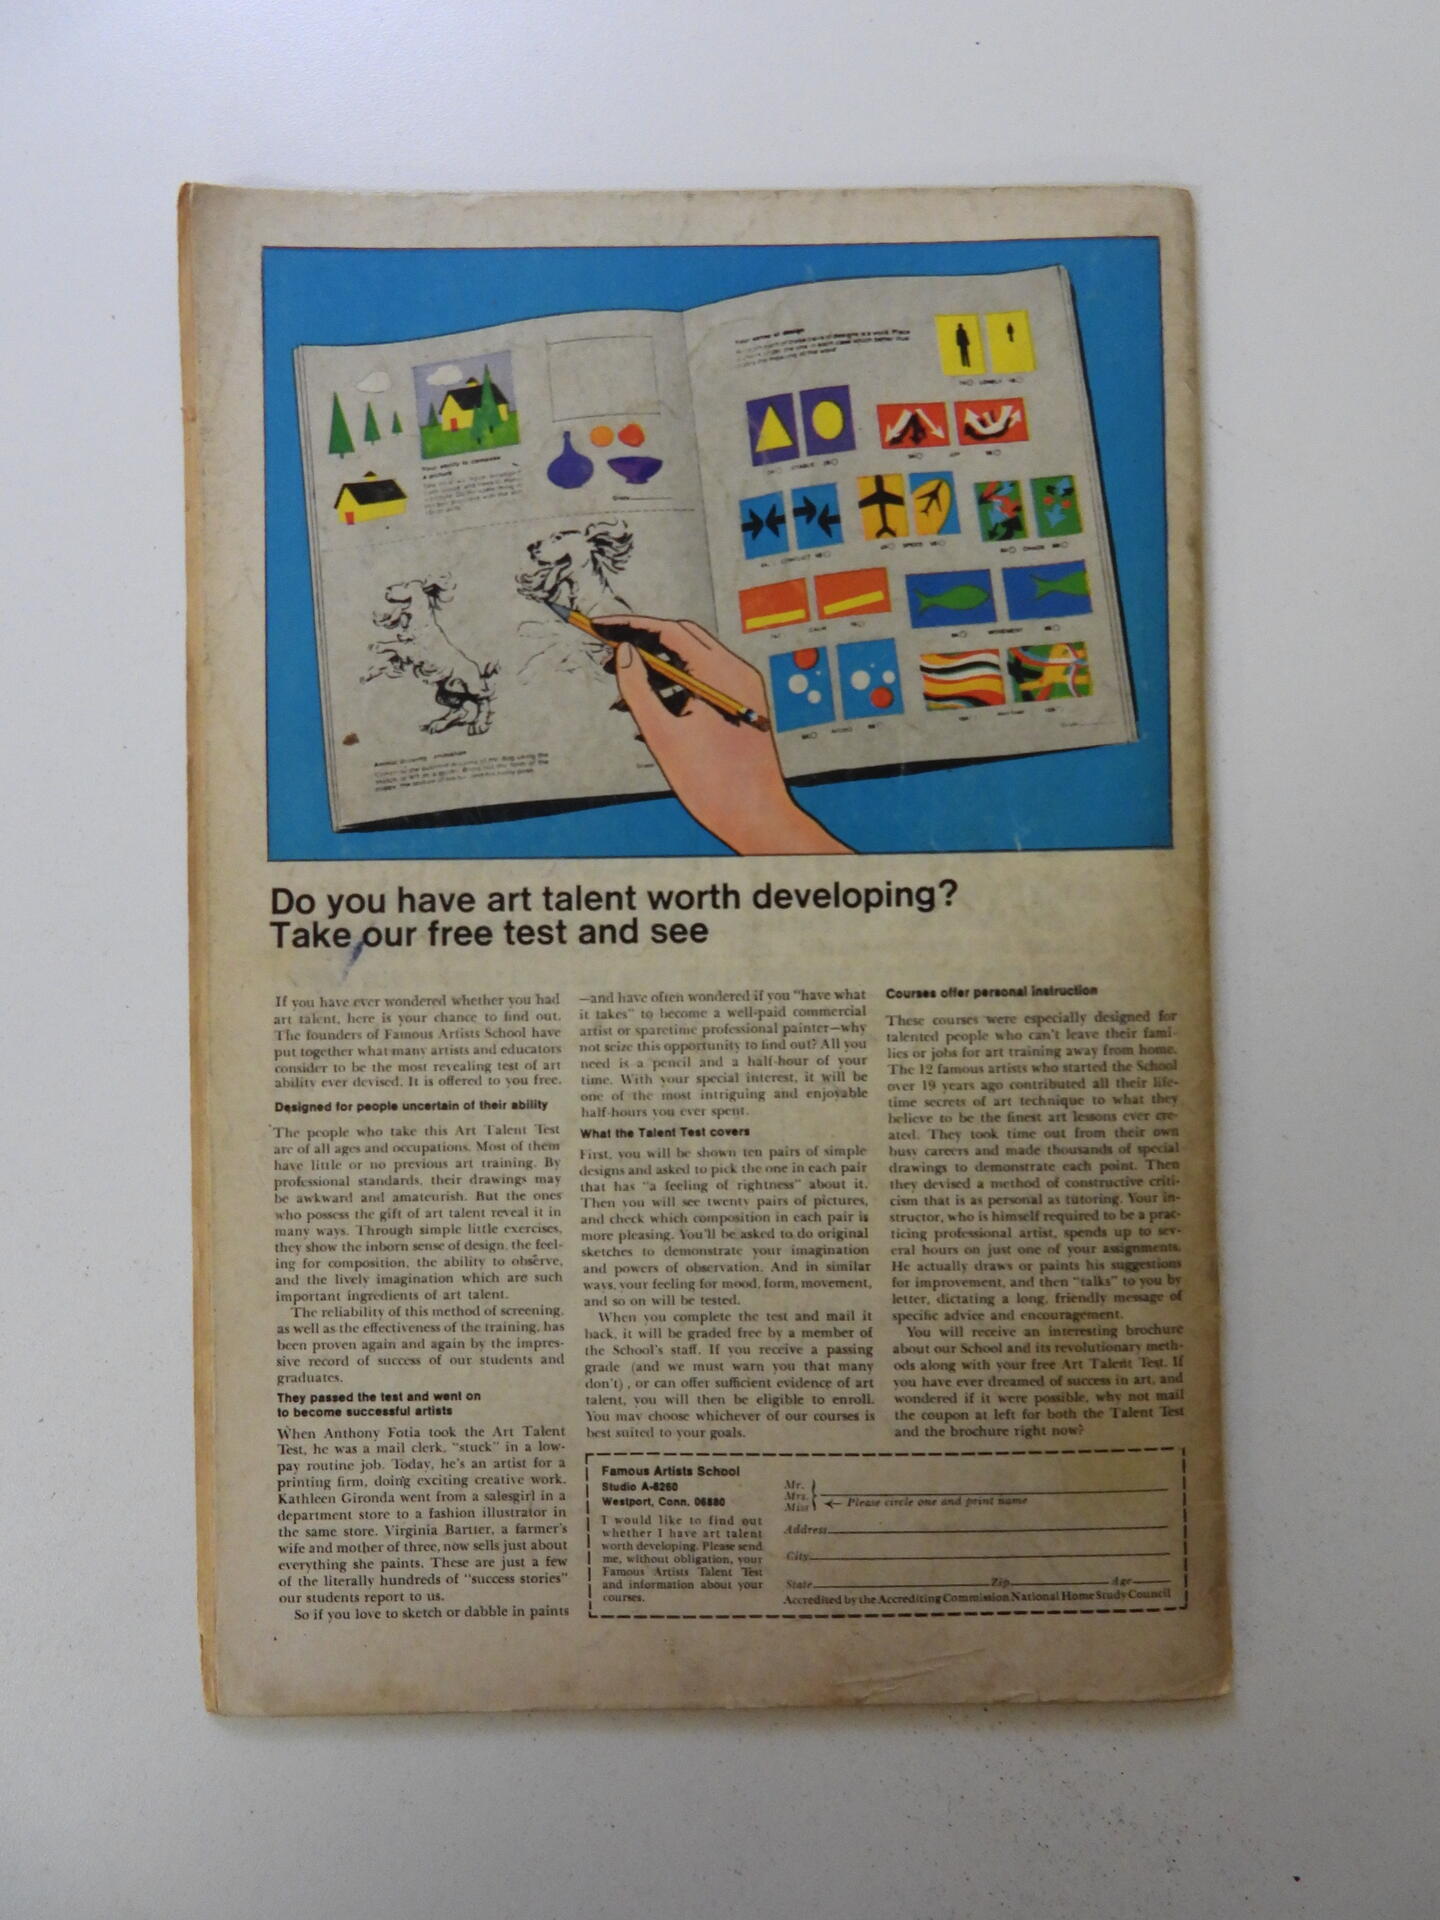 Your sense of design
LONELY
STABLE
JOY
CONFLICT
SPEED
CHAOS
CALM
MOVEMENT
Your ability to compose
a picture
Grade
Do you have art talent worth developing?
Take our free test and see
If you have ever wondered whether you had
art talent, here is your chance to find out.
The founders of Famous Artists School have
put together what many artists and educators
consider to be the most revealing test of art
ability ever devised. It is offered to you free.
Designed for people uncertain of their ability
The people who take this Art Talent Test
are of all ages and occupations. Most of them
have little or no previous art training. By
professional standards, their drawings may
be awkward and amateurish. But the ones
who possess the gift of art talent reveal it in
many ways. Through simple little exercises,
they show the inborn sense of design, the feel-
ing for composition, the ability to observe,
and the lively imagination which are such
important ingredients of art talent.
The reliability of this method of screening,
as well as the effectiveness of the training, has
been proven again and again by the impres-
sive record of success of our students and
graduates.
They passed the test and went on
to become successful artists
When Anthony Fotia took the Art Talent
Test, he was a mail clerk, "stuck" in a low-
pay routine job. Today, he's an artist for a
printing firm, doing exciting creative work.
Kathleen Gironda went from a salesgirl in a
department store to a fashion illustrator in
the same store. Virginia Bartter, a farmer's
wife and mother of three, now sells just about
everything she paints. These are just a few
of the literally hundreds of "success stories"
our students report to us.
So if you love to sketch or dabble in paints
—and have often wondered if you "have what
it takes" to become a well-paid commercial
artist or sparetime professional painter—why
not seize this opportunity to find out? All you
need is a pencil and a half-hour of your
time. With your special interest, it will be
one of the most intriguing and enjoyable
half-hours you ever spent.
What the Talent Test covers
First, you will be shown ten pairs of simple
designs and asked to pick the one in each pair
that has "a feeling of rightness" about it.
Then you will see twenty pairs of pictures,
and check which composition in each pair is
more pleasing. You'll be asked to do original
sketches to demonstrate your imagination
and powers of observation. And in similar
ways, your feeling for mood, form, movement,
and so on will be tested.
When you complete the test and mail it
back, it will be graded free by a member of
the School's staff. If you receive a passing
grade (and we must warn you that many
don't), or can offer sufficient evidence of art
talent, you will then be eligible to enroll.
You may choose whichever of our courses is
best suited to your goals.
Courses offer personal instruction
These courses were especially designed for
talented people who can't leave their fami-
lies or jobs for art training away from home.
The 12 famous artists who started the School
over 19 years ago contributed all their life-
time secrets of art technique to what they
believe to be the finest art lessons ever cre-
ated. They took time out from their own
busy careers and made thousands of special
drawings to demonstrate each point. Then
they devised a method of constructive criti-
cism that is as personal as tutoring. Your in-
structor, who is himself required to be a prac-
ticing professional artist, spends up to sev-
eral hours on just one of your assignments.
He actually draws or paints his suggestions
for improvement, and then "talks" to you by
letter, dictating a long, friendly message of
specific advice and encouragement.
You will receive an interesting brochure
about our School and its revolutionary meth-
ods along with your free Art Talent Test. If
you have ever dreamed of success in art, and
wondered if it were possible, why not mail
the coupon at left for both the Talent Test
and the brochure right now?
Famous Artists School
Studio A-6260
Westport, Conn. 06880
I would like to find out
whether I have art talent
worth developing. Please send
me, without obligation, your
Famous Artists Talent Test
and information about your
courses.
Mr.
Mrs.
Miss
← Please circle one and print name
Address
City
State Zip Age
Accredited by the Accrediting Commission National Home Study Council